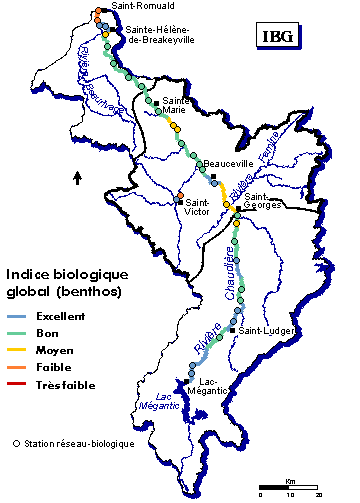 Saint-Romuald
IBG
Sainte-Hélène-
de-Breakeyville
Rivière
Beaurivage
Sainte-
Marie
Rivière Famine
Beauceville
Saint-
Georges
Saint-
Victor
Rivière Chaudière
Indice biologique
global (benthos)
Excellent
Bon
Moyen
Faible
Trèsfaible
Saint-Ludger
Lac-
Mégantic
Lac
Mégantic
Station réseau-biologique
Km
0 10 20